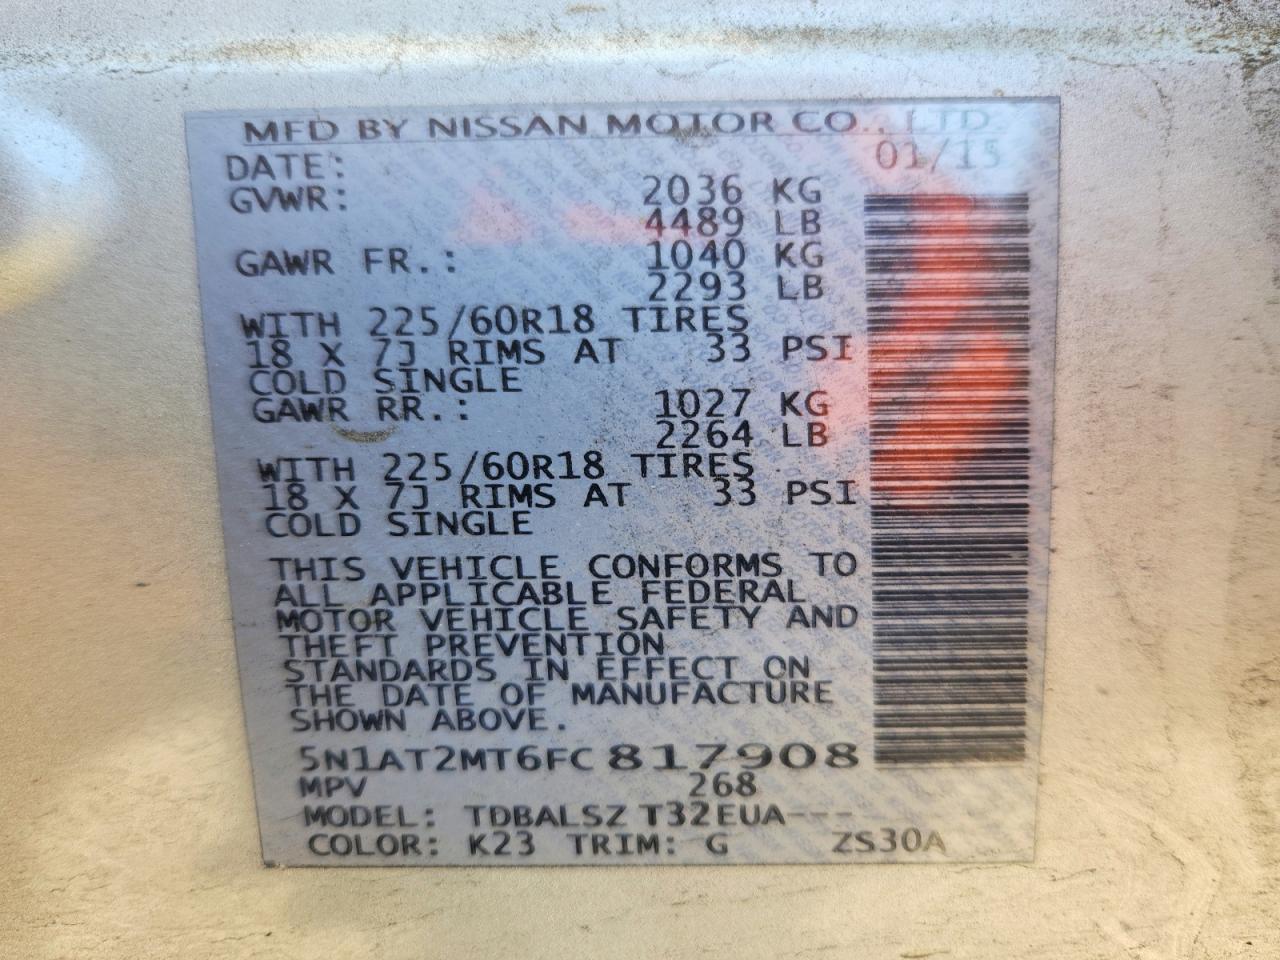 MFD BY NISSAN MOTOR CO., LTD.
DATE: 01/15
GVWR: 2036 KG
4489 LB
GAWR FR.: 1040 KG
2293 LB
WITH 225/60R18 TIRES
18 X 7J RIMS AT 33 PSI
COLD SINGLE
GAWR RR.: 1027 KG
2264 LB
WITH 225/60R18 TIRES
18 X 7J RIMS AT 33 PSI
COLD SINGLE
THIS VEHICLE CONFORMS TO
ALL APPLICABLE FEDERAL
MOTOR VEHICLE SAFETY AND
THEFT PREVENTION
STANDARDS IN EFFECT ON
THE DATE OF MANUFACTURE
SHOWN ABOVE.
5N1AT2MT6FC817908
MPV 268
MODEL: TDBALSZ T32EUA---
COLOR: K23 TRIM: G ZS30A